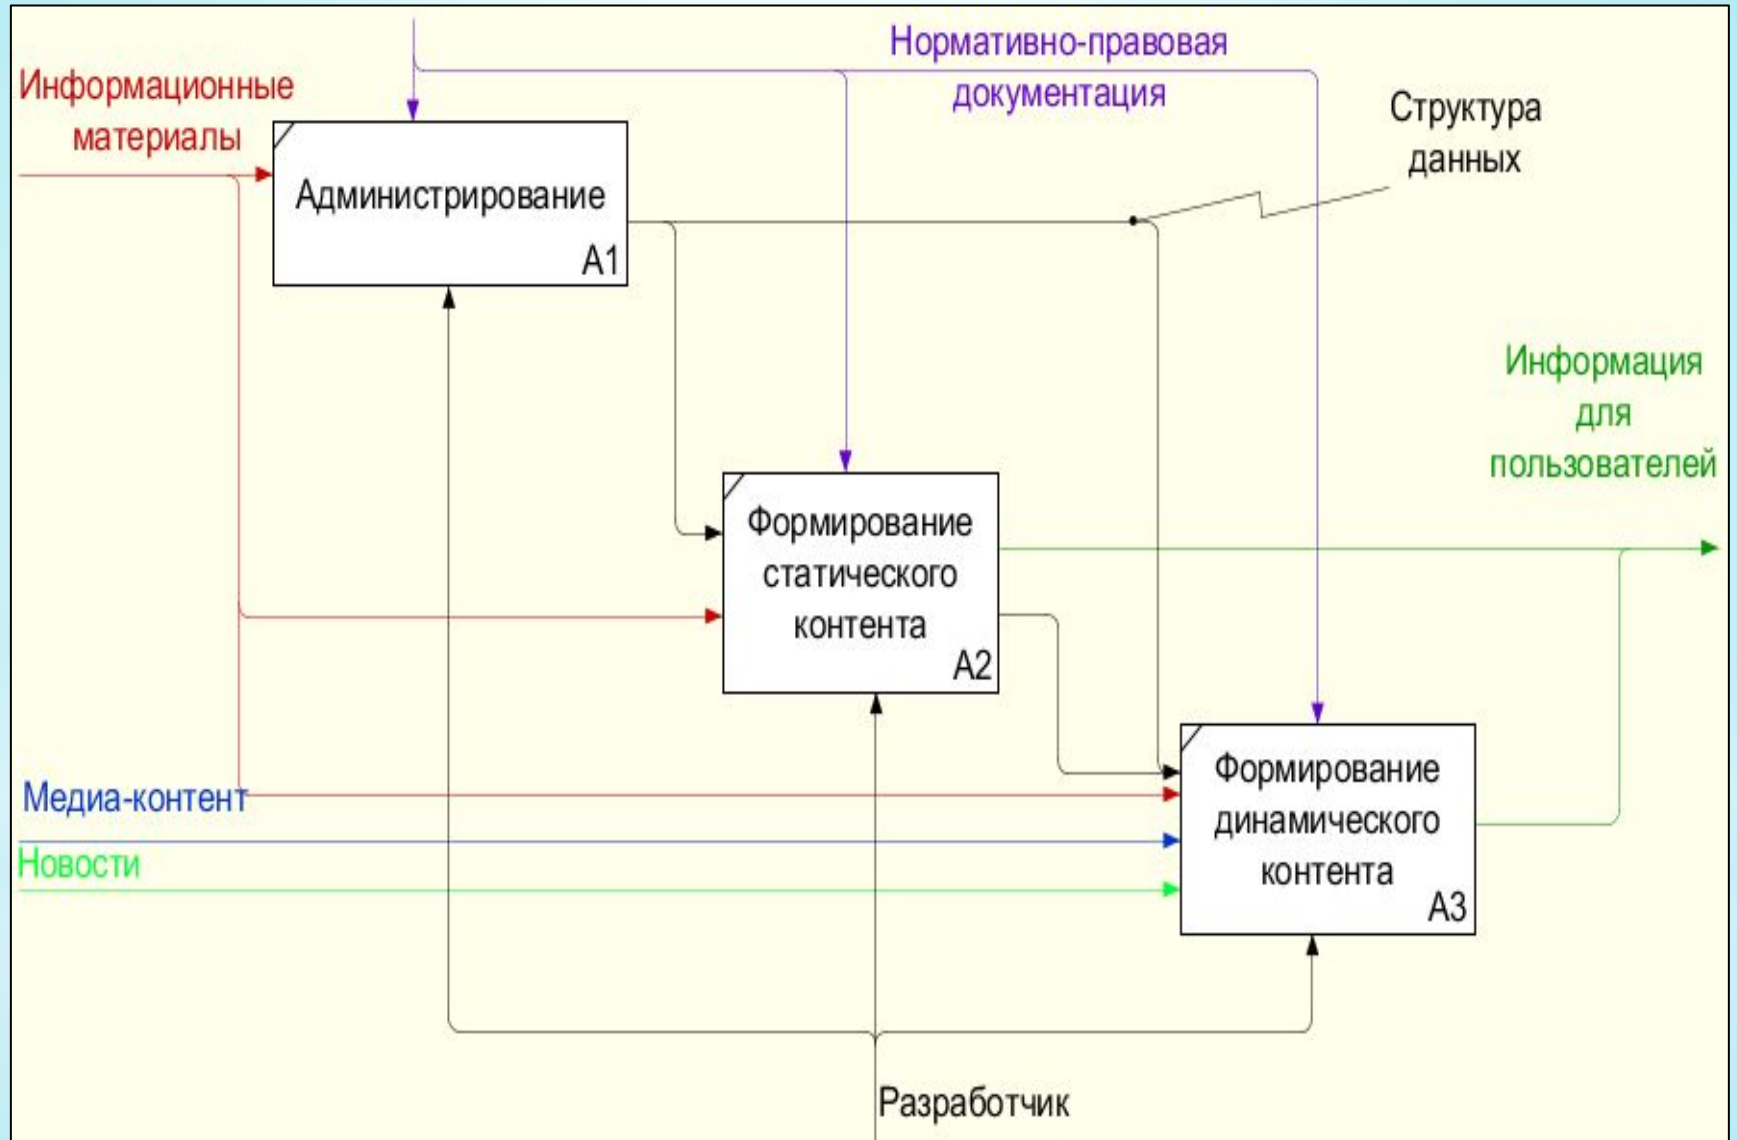 Нормативно-правовая
документация
Информационные
материалы
Структура
данных
Администрирование
A1
Информация
для
пользователей
Формирование
статического
контента
A2
Медиа-контент
Новости
Формирование
динамического
контента
A3
Разработчик